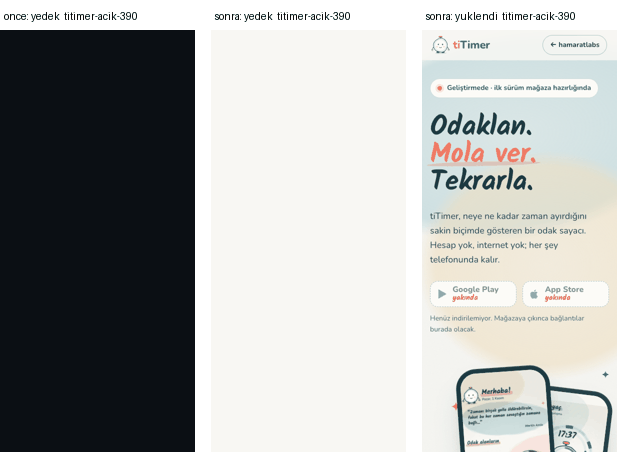 once: yedek titimer-acik-390
sonra: yedek titimer-acik-390
sonra: yuklendi titimer-acik-390
tiTimer
← hamaratlabs
Geliştirmede · ilk sürüm mağaza hazırlığında
Odaklan.
Mola ver.
Tekrarla.
tiTimer, neye ne kadar zaman ayırdığını
sakin biçimde gösteren bir odak sayacı.
Hesap yok, internet yok; her şey
telefonunda kalır.
Google Play
yakında
App Store
yakında
Henüz indirilemiyor. Mağazaya çıkınca bağlantılar
burada olacak.
Merhaba!
17:37